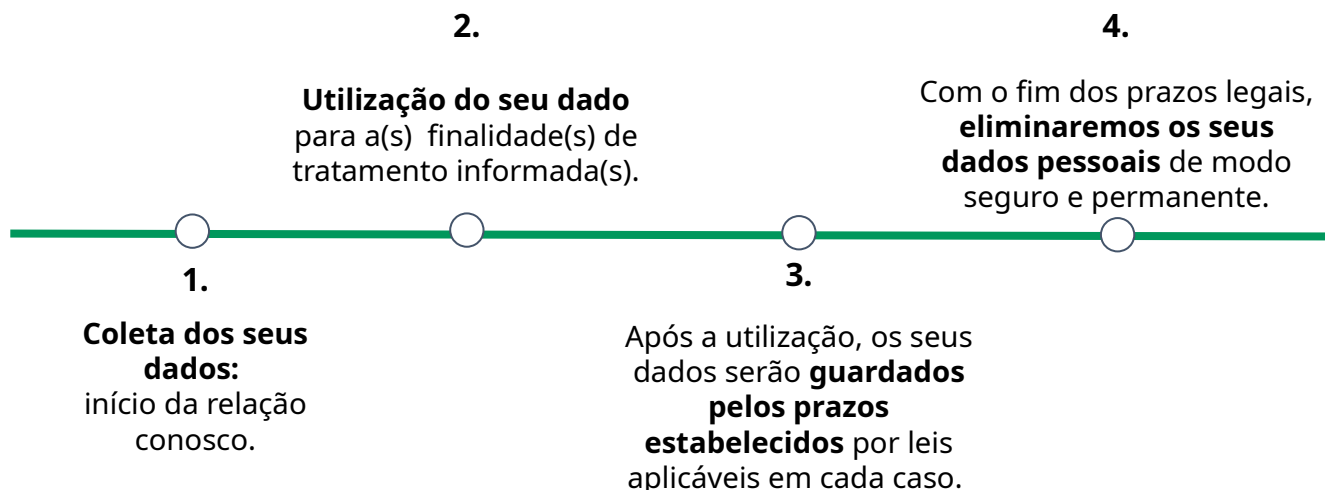 1.
Coleta dos seus
dados:
início da relação
conosco.
2.
Utilização do seu dado
para a(s) finalidade(s) de
tratamento informada(s).
3.
Após a utilização, os seus
dados serão guardados
pelos prazos
estabelecidos por leis
aplicáveis em cada caso.
4.
Com o fim dos prazos legais,
eliminaremos os seus
dados pessoais de modo
seguro e permanente.